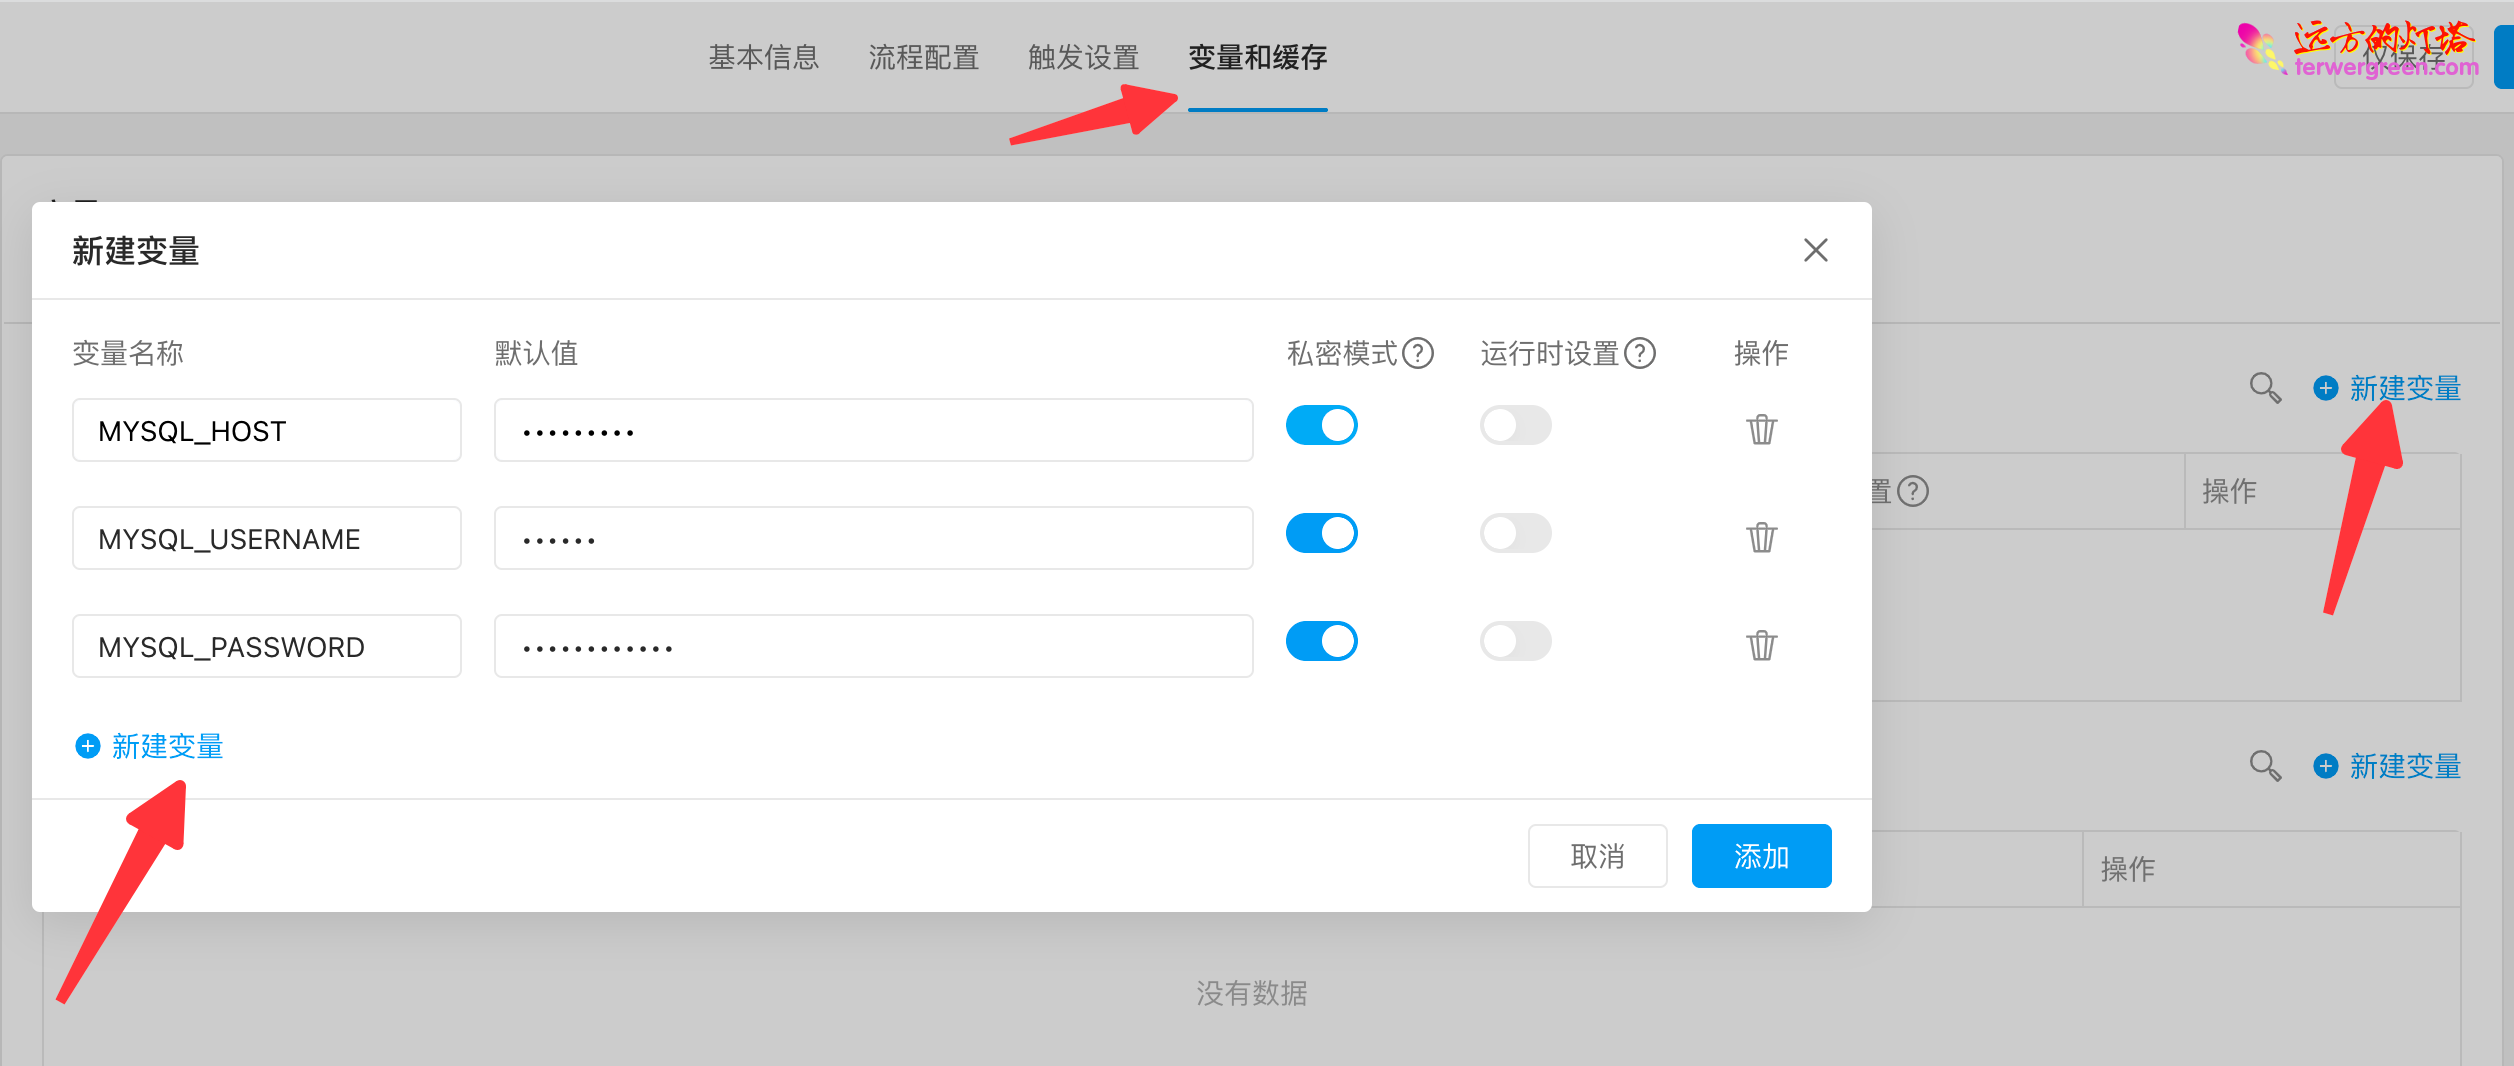 基本信息 流程配置 触发设置 变量和缓存
远方的灯塔
仅保存
terwergreen.com
新建变量
变量名称 默认值 私密模式 ? 运行时设置 ? 操作
MYSQL_HOST •••••••••
MYSQL_USERNAME ••••••
MYSQL_PASSWORD ••••••••••••
新建变量
取消 添加
新建变量
置 ? 操作
新建变量
操作
没有数据